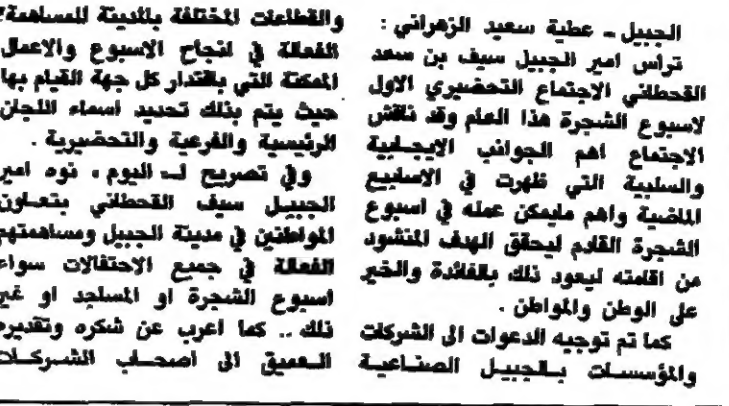 الجبيل ـ عطية سعيد الزهراني :
ترأس امير الجبيل سيف بن سعد
القحطاني الاجتماع التحضيري الاول
لاسبوع الشجرة هذا العام وقد ناقش
الاجتماع اهم الجوانب الايجابية
والسلبية التي ظهرت في الاسابيع
الماضية واهم مايمكن عمله في اسبوع
الشجرة القادم ليحقق الهدف المنشود
من اقامته ليعود ذلك بالفائدة والخير
على الوطن والمواطن .
كما تم توجيه الدعوات الى الشركات
والمؤسسات بالجبيل الصناعية
والقطاعات المختلفة بالمدينة للمساهمة
الفعالة في انجاح الاسبوع والاعمال
الممكنة التي باقتدار كل جهة القيام بها
حيث يتم بذلك تحديد اسماء اللجان
الرئيسية والفرعية والتحضيرية .
وفي تصريح لـ اليوم ، نوه امير
الجبيل سيف القحطاني بتعاون
المواطنين في مدينة الجبيل ومساهمتهم
الفعالة في جميع الاحتفالات سواء
اسبوع الشجرة او المساجد او غير
ذلك .. كما اعرب عن شكره وتقديره
العميق الى اصحاب الشركات